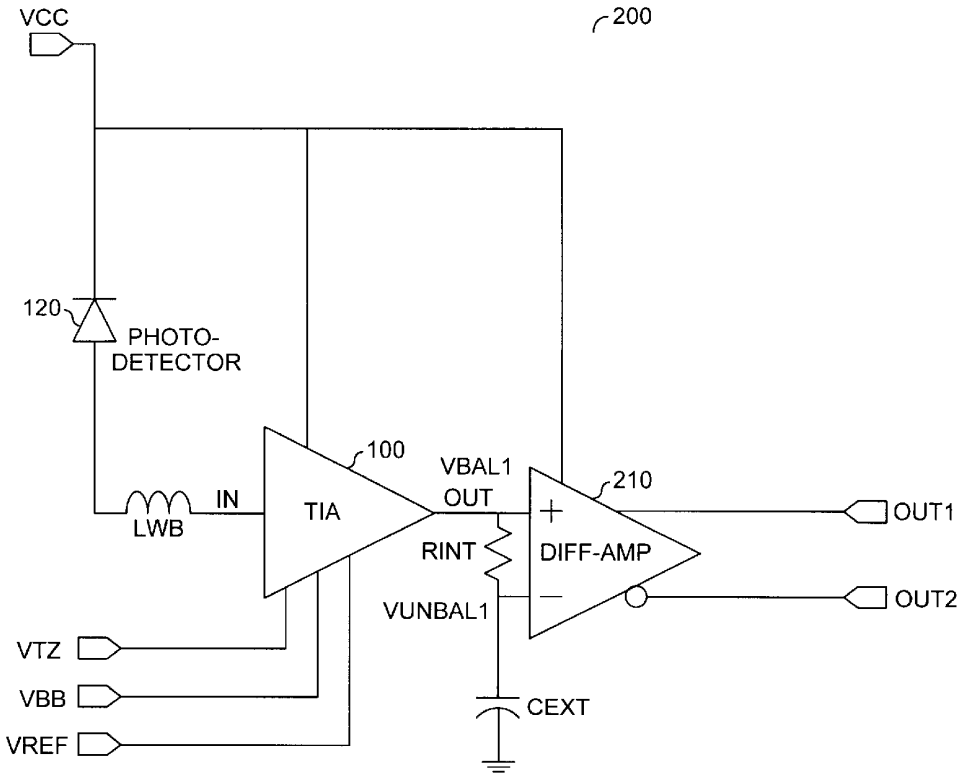 VCC
200
120
PHOTO-
DETECTOR
100
VBAL1
OUT
210
IN
LWB
TIA
+
OUT1
RINT
DIFF-AMP
−
VUNBAL1
OUT2
VTZ
VBB
CEXT
VREF